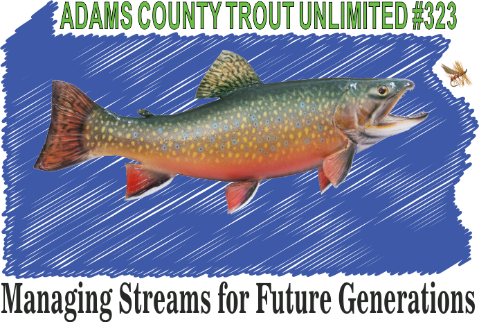 ADAMS COUNTY TROUT UNLIMITED #323
Managing Streams for Future Generations